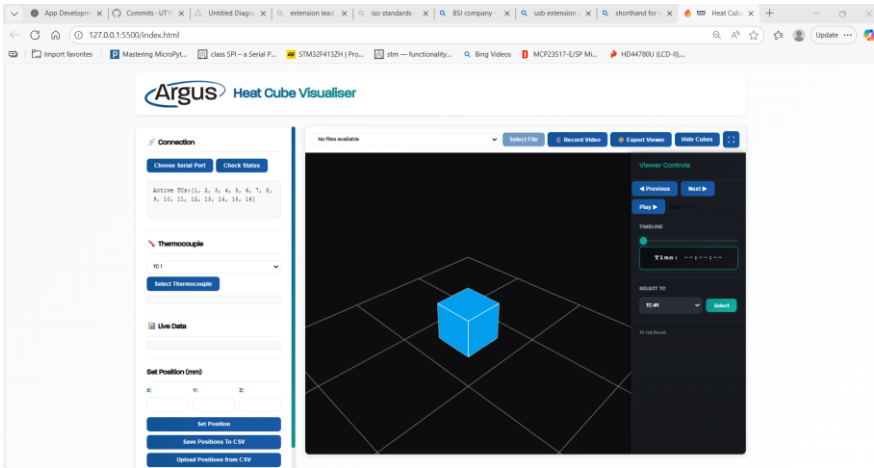 App Developm
Commits - UTY
Untitled Diagra
extension lead
iso standards -
BSI company -
usb extension
shorthand for
Heat Cube
127.0.0.1:5500/index.html
Update
Import favorites
Mastering MicroPyt...
class SPI – a Serial P...
STM32F413ZH | Pro...
stm — functionality...
Bing Videos
MCP23S17-E/SP Mi...
HD44780U (LCD-II),...
Argus Heat Cube Visualiser
Connection
Choose Serial Port
Check Status
Active TCs:[1, 2, 3, 4, 5, 6, 7, 8,
9, 10, 11, 12, 13, 14, 15, 16]
Thermocouple
TC 1
Select Thermocouple
Live Data
Set Position (mm)
X:
Y:
Z:
Set Position
Save Positions To CSV
Upload Positions from CSV
No files available
Select File
Record Video
Export Viewer
Hide Cubes
Viewer Controls
◀ Previous
Next ▶
Play ▶
TIMELINE
Time: --:--:--
SELECT TC
TC #1
Select
TC not found